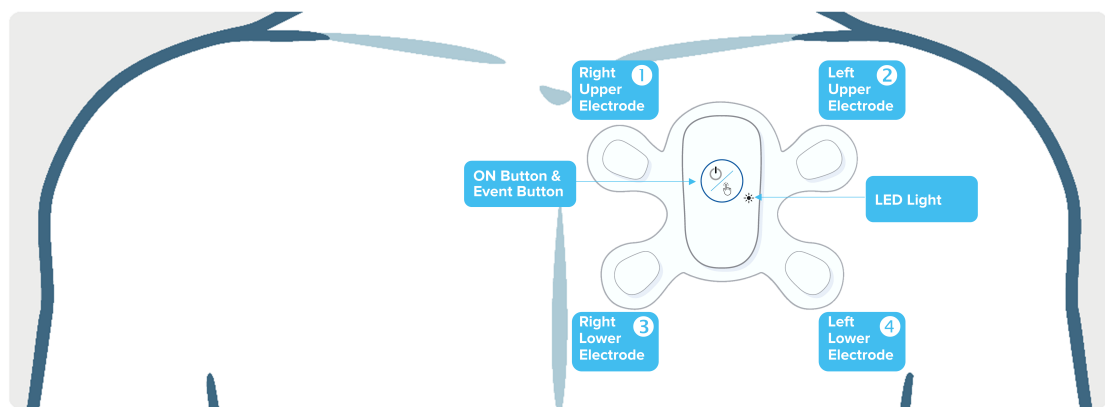 Right 1
Upper
Electrode
Left 2
Upper
Electrode
ON Button &
Event Button
LED Light
Right 3
Lower
Electrode
Left 4
Lower
Electrode